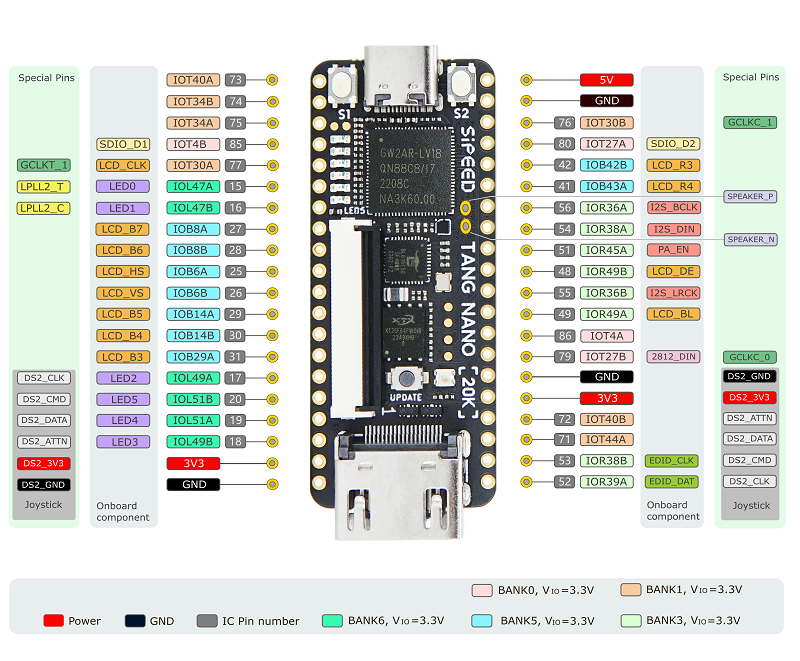 Special Pins
IOT40A 73
IOT34B 74
IOT34A 75
SDIO_D1 IOT4B 85
GCLKT_1 LCD_CLK IOT30A 77
LPLL2_T LED0 IOL47A 15
LPLL2_C LED1 IOL47B 16
LCD_B7 IOB8A 27
LCD_B6 IOB8B 28
LCD_HS IOB6A 25
LCD_VS IOB6B 26
LCD_B5 IOB14A 29
LCD_B4 IOB14B 30
LCD_B3 IOB29A 31
DS2_CLK LED2 IOL49A 17
DS2_CMD LED5 IOL51B 20
DS2_DATA LED4 IOL51A 19
DS2_ATTN LED3 IOL49B 18
DS2_3V3 3V3
DS2_GND GND
Joystick
Onboard
component
S1
S2
GW2AR-LV18
QN88C8/I7
2208C
NA3K60.00
SiPEED
LEDS
TANG NANO
[20K]
UPDATE
1
Special Pins
5V
GND
76 IOT30B GCLKC_1
80 IOT27A SDIO_D2
42 IOB42B LCD_R3
41 IOB43A LCD_R4
SPEAKER_P
56 IOR36A I2S_BCLK
54 IOR38A I2S_DIN
SPEAKER_N
51 IOR45A PA_EN
48 IOR49B LCD_DE
55 IOR36B I2S_LRCK
49 IOR49A LCD_BL
86 IOT4A
79 IOT27B 2812_DIN GCLKC_0
GND DS2_GND
3V3 DS2_3V3
72 IOT40B DS2_ATTN
71 IOT44A DS2_DATA
53 IOR38B EDID_CLK DS2_CMD
52 IOR39A EDID_DAT DS2_CLK
Onboard
component
Joystick
BANK0, VIO=3.3V BANK1, VIO=3.3V
Power GND IC Pin number BANK6, VIO=3.3V BANK5, VIO=3.3V BANK3, VIO=3.3V